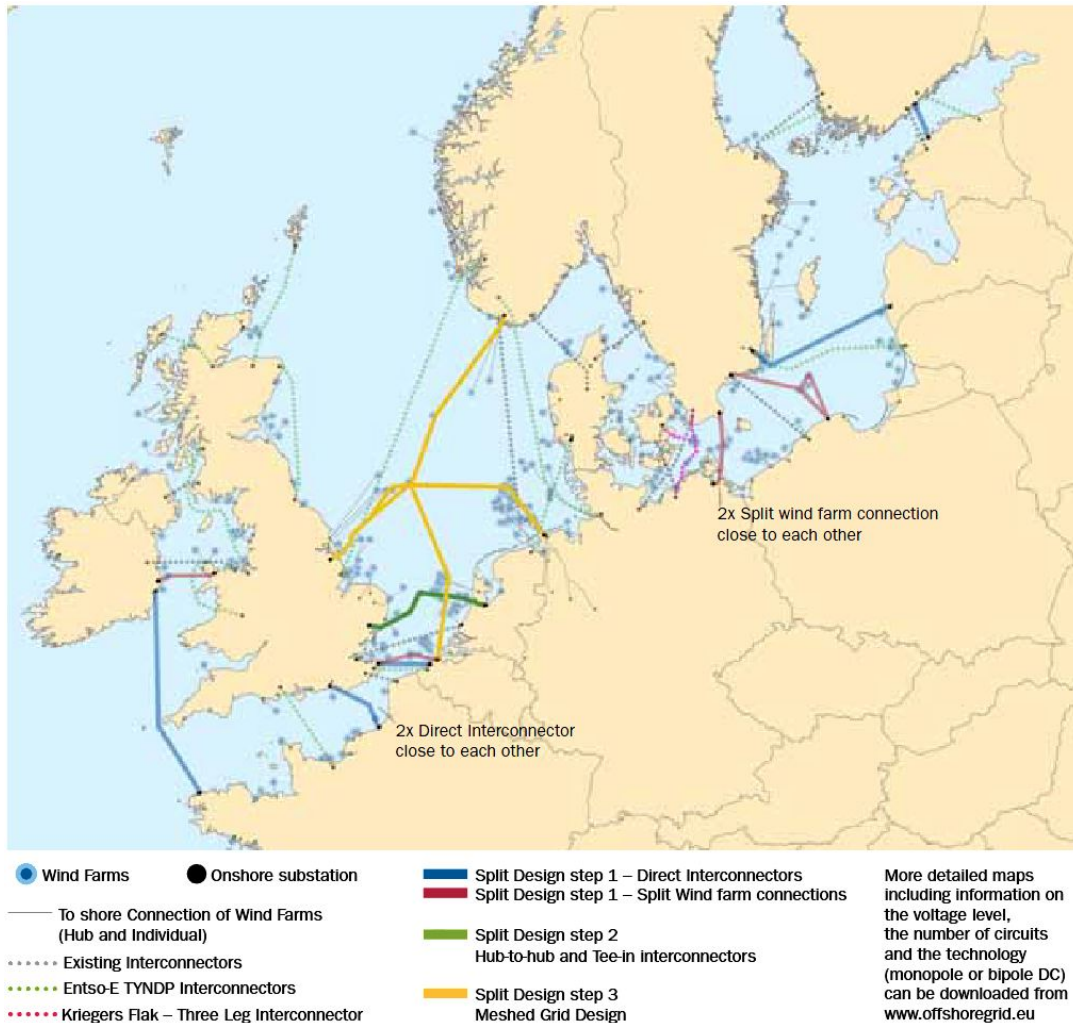 2x Split wind farm connection
close to each other
2x Direct Interconnector
close to each other
Wind Farms
Onshore substation
To shore Connection of Wind Farms
(Hub and Individual)
Existing Interconnectors
Entso-E TYNDP Interconnectors
Kriegers Flak – Three Leg Interconnector
Split Design step 1 – Direct Interconnectors
Split Design step 1 – Split Wind farm connections
Split Design step 2
Hub-to-hub and Tee-in interconnectors
Split Design step 3
Meshed Grid Design
More detailed maps
including information on
the voltage level,
the number of circuits
and the technology
(monopole or bipole DC)
can be downloaded from
www.offshoregrid.eu